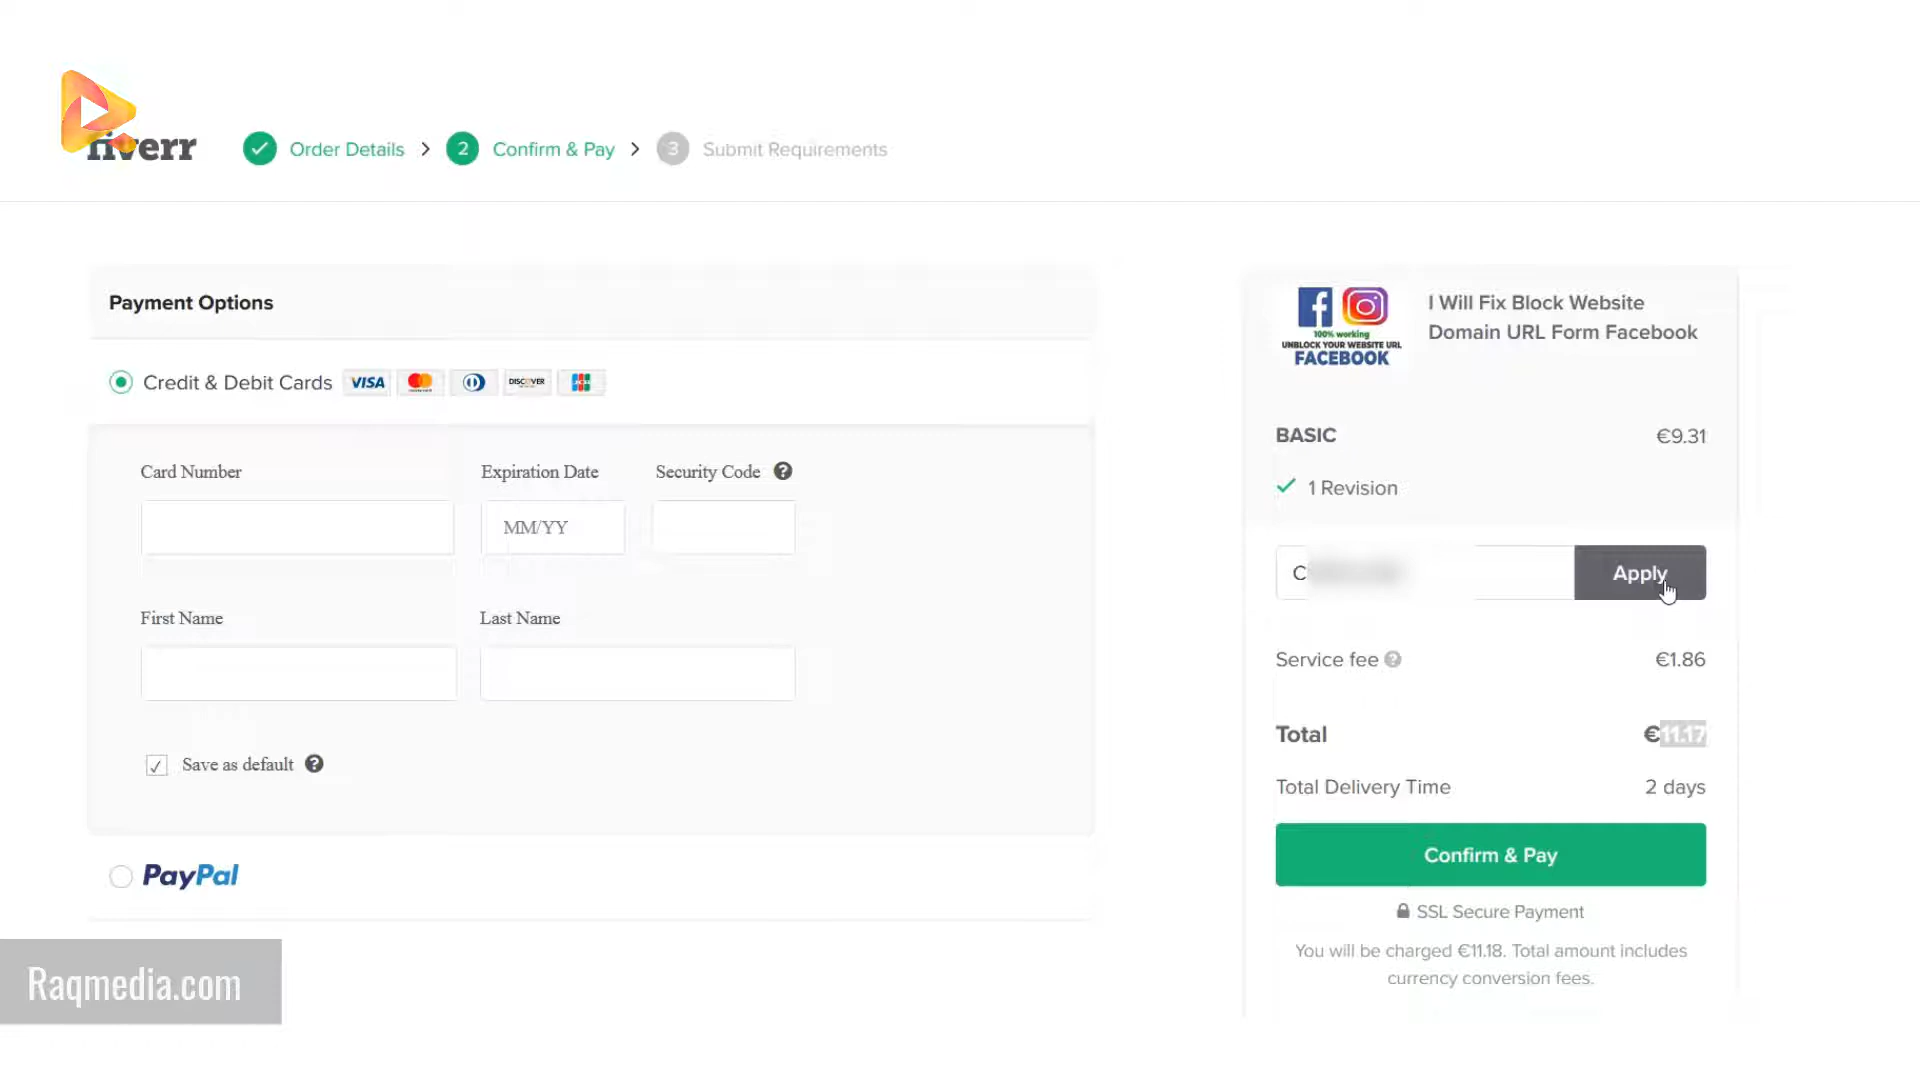 fiverr
Order Details
2 Confirm & Pay
3 Submit Requirements
Payment Options
Credit & Debit Cards VISA DISCOVER JCB
Card Number
Expiration Date
Security Code ?
MM/YY
First Name
Last Name
Save as default ?
PayPal
Raqmedia.com
100% working
UNBLOCK YOUR WEBSITE URL
FACEBOOK
I Will Fix Block Website
Domain URL Form Facebook
BASIC €9.31
1 Revision
C
Apply
Service fee ? €1.86
Total €11.17
Total Delivery Time 2 days
Confirm & Pay
SSL Secure Payment
You will be charged €11.18. Total amount includes
currency conversion fees.